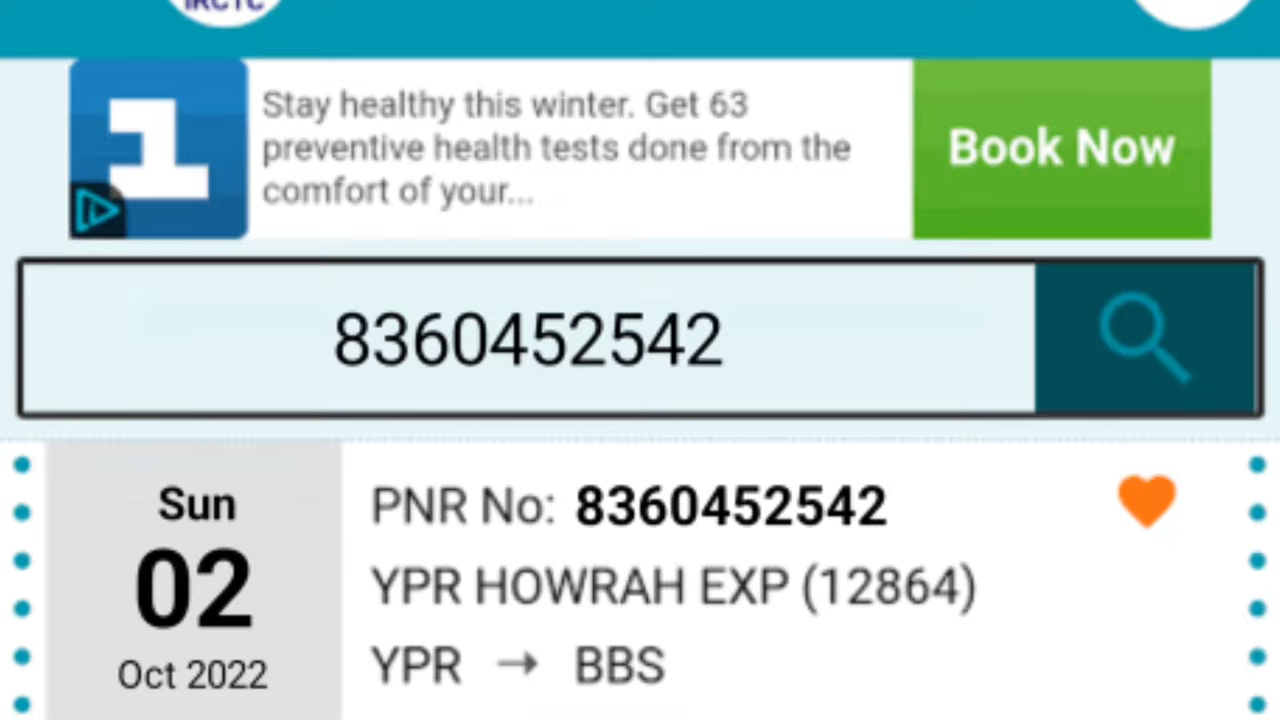 IRCTC
Stay healthy this winter. Get 63
preventive health tests done from the
comfort of your...
Book Now
1
8360452542
Sun
02
Oct 2022
PNR No: 8360452542
YPR HOWRAH EXP (12864)
YPR → BBS